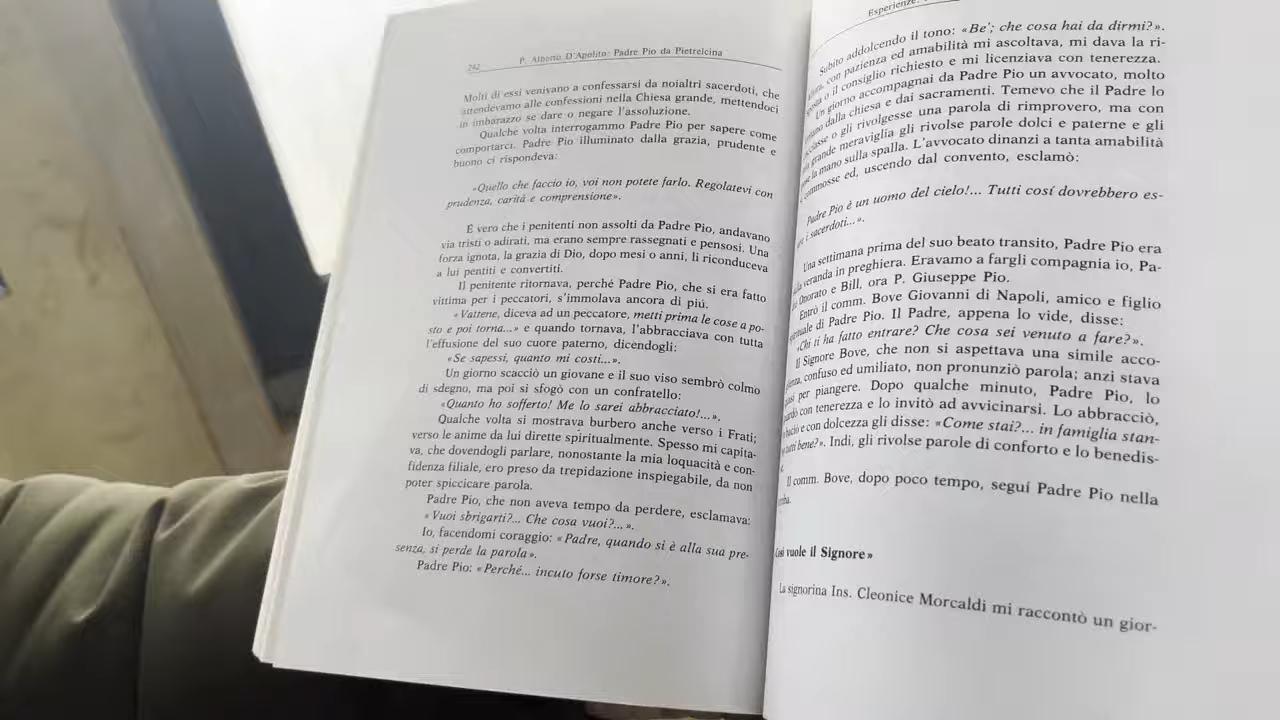 292
P. Alberto D'Apolito: Padre Pio da Pietrelcina
Molti di essi venivano a confessarsi da noialtri sacerdoti, che
attendevamo alle confessioni nella Chiesa grande, mettendoci
in imbarazzo se dare o negare l'assoluzione.
Qualche volta interrogammo Padre Pio per sapere come
comportarci. Padre Pio illuminato dalla grazia, prudente e
buono ci rispondeva:
«Quello che faccio io, voi non potete farlo. Regolatevi con
prudenza, carità e comprensione».
È vero che i penitenti non assolti da Padre Pio, andavano
via tristi o adirati, ma erano sempre rassegnati e pensosi. Una
forza ignota, la grazia di Dio, dopo mesi o anni, li riconduceva
a lui pentiti e convertiti.
Il penitente ritornava, perché Padre Pio, che si era fatto
vittima per i peccatori, s'immolava ancora di più.
«Vattene, diceva ad un peccatore, metti prima le cose a po-
sto e poi torna...» e quando tornava, l'abbracciava con tutta
l'effusione del suo cuore paterno, dicendogli:
«Se sapessi, quanto mi costi...».
Un giorno scacciò un giovane e il suo viso sembrò colmo
di sdegno, ma poi si sfogò con un confratello:
«Quanto ho sofferto! Me lo sarei abbracciato!...».
Qualche volta si mostrava burbero anche verso i Frati;
verso le anime da lui dirette spiritualmente. Spesso mi capita-
va, che dovendogli parlare, nonostante la mia loquacità e con-
fidenza filiale, ero preso da trepidazione inspiegabile, da non
poter spiccicare parola.
Padre Pio, che non aveva tempo da perdere, esclamava:
«Vuoi sbrigarti?... Che cosa vuoi?...».
Io, facendomi coraggio: «Padre, quando si è alla sua pre-
senza, si perde la parola».
Padre Pio: «Perché... incuto forse timore?».
Esperienze
Subito addolcendo il tono: «Be'; che cosa hai da dirmi?».
con pazienza ed amabilità mi ascoltava, mi dava la ri-
o il consiglio richiesto e mi licenziava con tenerezza.
Un giorno accompagnai da Padre Pio un avvocato, molto
dalla chiesa e dai sacramenti. Temevo che il Padre lo
o gli rivolgesse una parola di rimprovero, ma con
grande meraviglia gli rivolse parole dolci e paterne e gli
la mano sulla spalla. L'avvocato dinanzi a tanta amabilità
commosse ed, uscendo dal convento, esclamò:
Padre Pio è un uomo del cielo!... Tutti cosí dovrebbero es-
i sacerdoti...».
Una settimana prima del suo beato transito, Padre Pio era
veranda in preghiera. Eravamo a fargli compagnia io, Pa-
Onorato e Bill, ora P. Giuseppe Pio.
Entrò il comm. Bove Giovanni di Napoli, amico e figlio
di Padre Pio. Il Padre, appena lo vide, disse:
«Chi ti ha fatto entrare? Che cosa sei venuto a fare?».
Il Signore Bove, che non si aspettava una simile acco-
confuso ed umiliato, non pronunziò parola; anzi stava
per piangere. Dopo qualche minuto, Padre Pio, lo
con tenerezza e lo invitò ad avvicinarsi. Lo abbracciò,
e con dolcezza gli disse: «Come stai?... in famiglia stan-
tutti bene?». Indi, gli rivolse parole di conforto e lo benedis-
Il comm. Bove, dopo poco tempo, seguí Padre Pio nella
vuole il Signore»
La signorina Ins. Cleonice Morcaldi mi raccontò un gior-